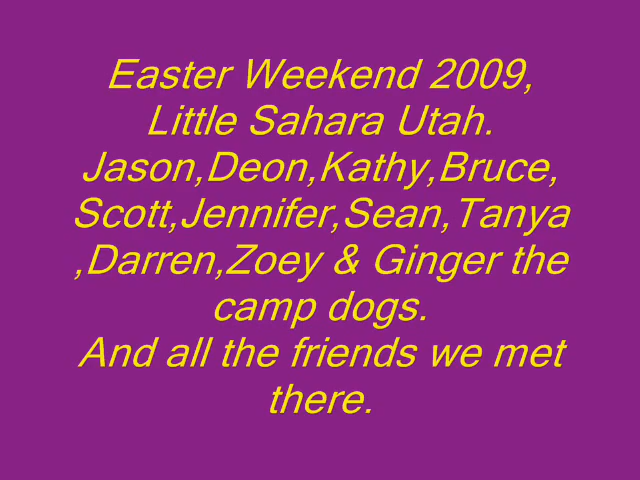 Easter Weekend 2009,
Little Sahara Utah.
Jason,Deon,Kathy,Bruce,
Scott,Jennifer,Sean,Tanya
,Darren,Zoey & Ginger the
camp dogs.
And all the friends we met
there.